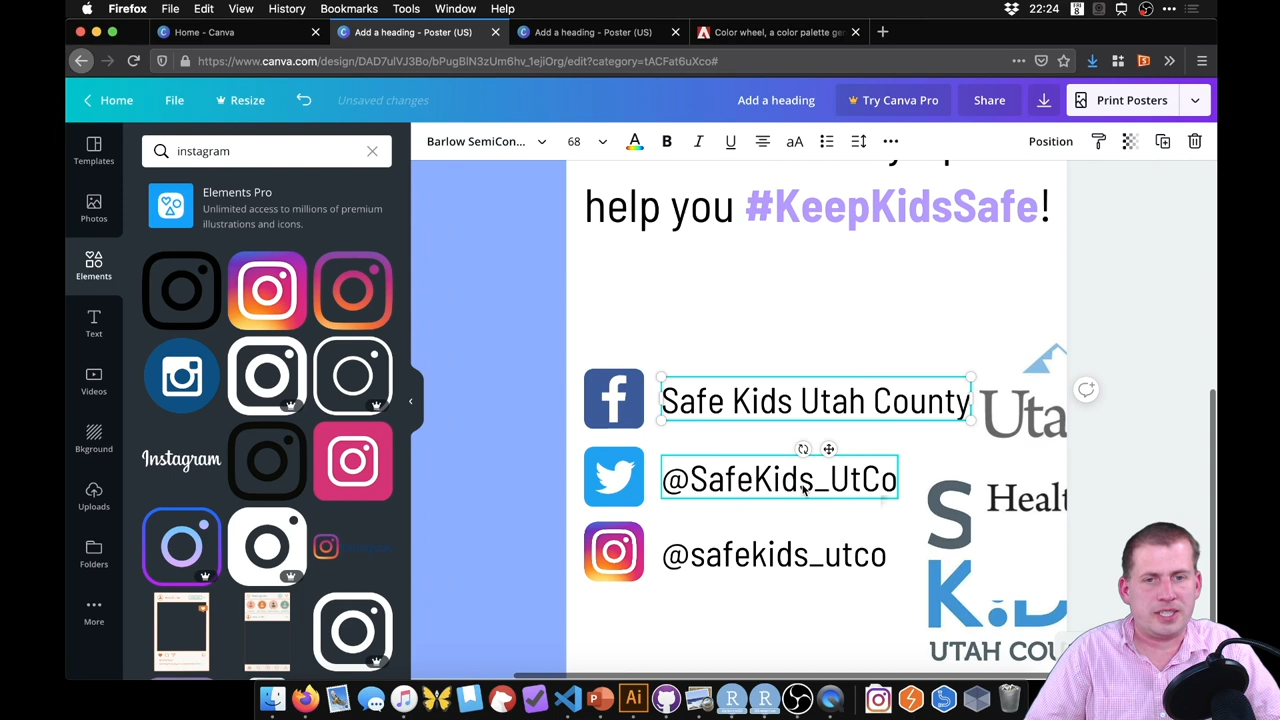 Firefox File Edit View History Bookmarks Tools Window Help 22:24 FRI 8
Home - Canva Add a heading - Poster (US) Add a heading - Poster (US) Color wheel, a color palette ge
https://www.canva.com/design/DAD7ulVJ3Bo/bPugBlN3zUm6hv_1ejiOrg/edit?category=tACFat6uXco#
Home File Resize Unsaved changes Add a heading Try Canva Pro Share Print Posters
instagram
Barlow SemiCon... 68 A B I U aA Position
Templates
Photos
Elements
Text
Videos
Bkground
Uploads
Folders
More
Elements Pro
Unlimited access to millions of premium
illustrations and icons.
Instagram
help you #KeepKidsSafe!
Safe Kids Utah County
@SafeKids_UtCo
@safekids_utco
Uta
Healt
S
K
UTAH COU